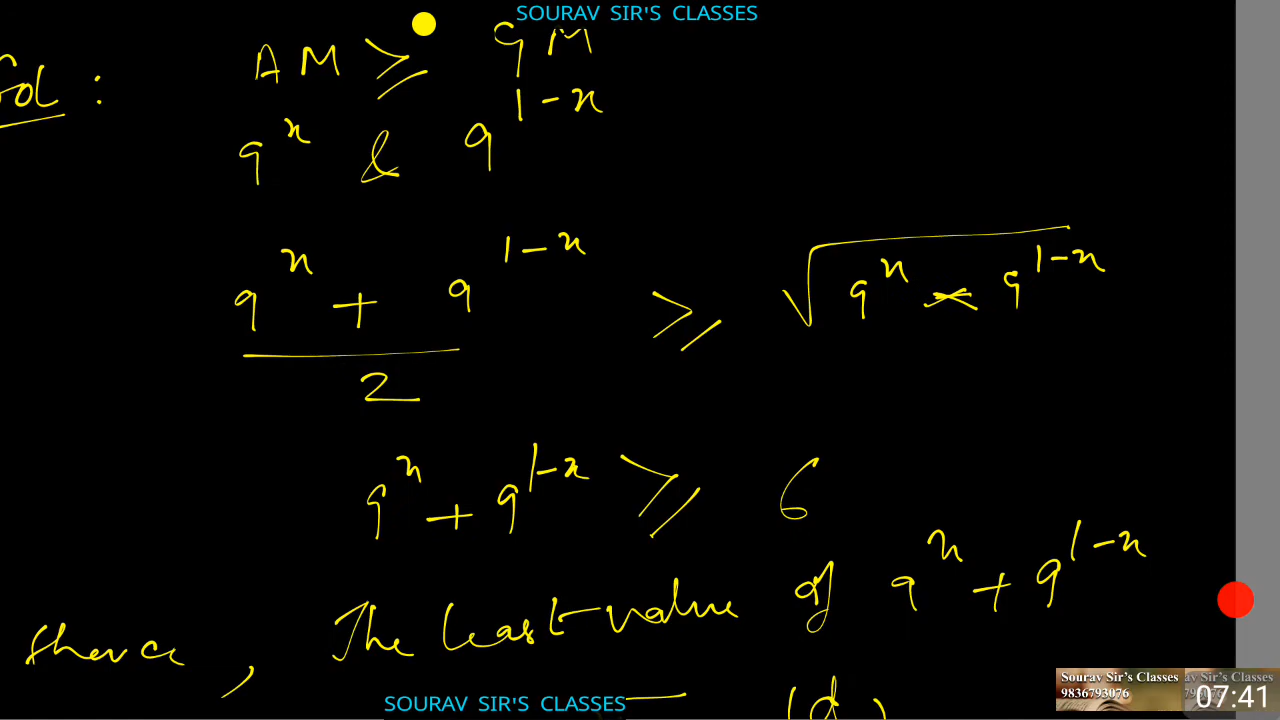 SOURAV SIR'S CLASSES
Sol :
AM ≥ GM
9^x & 9^(1-x)
(9^x + 9^(1-x))/2 ≥ √(9^x × 9^(1-x))
9^x + 9^(1-x) ≥ 6
Hence, The least value of 9^x + 9^(1-x)
(d)
SOURAV SIR'S CLASSES
Sourav Sir's Classes
9836793076
07:41